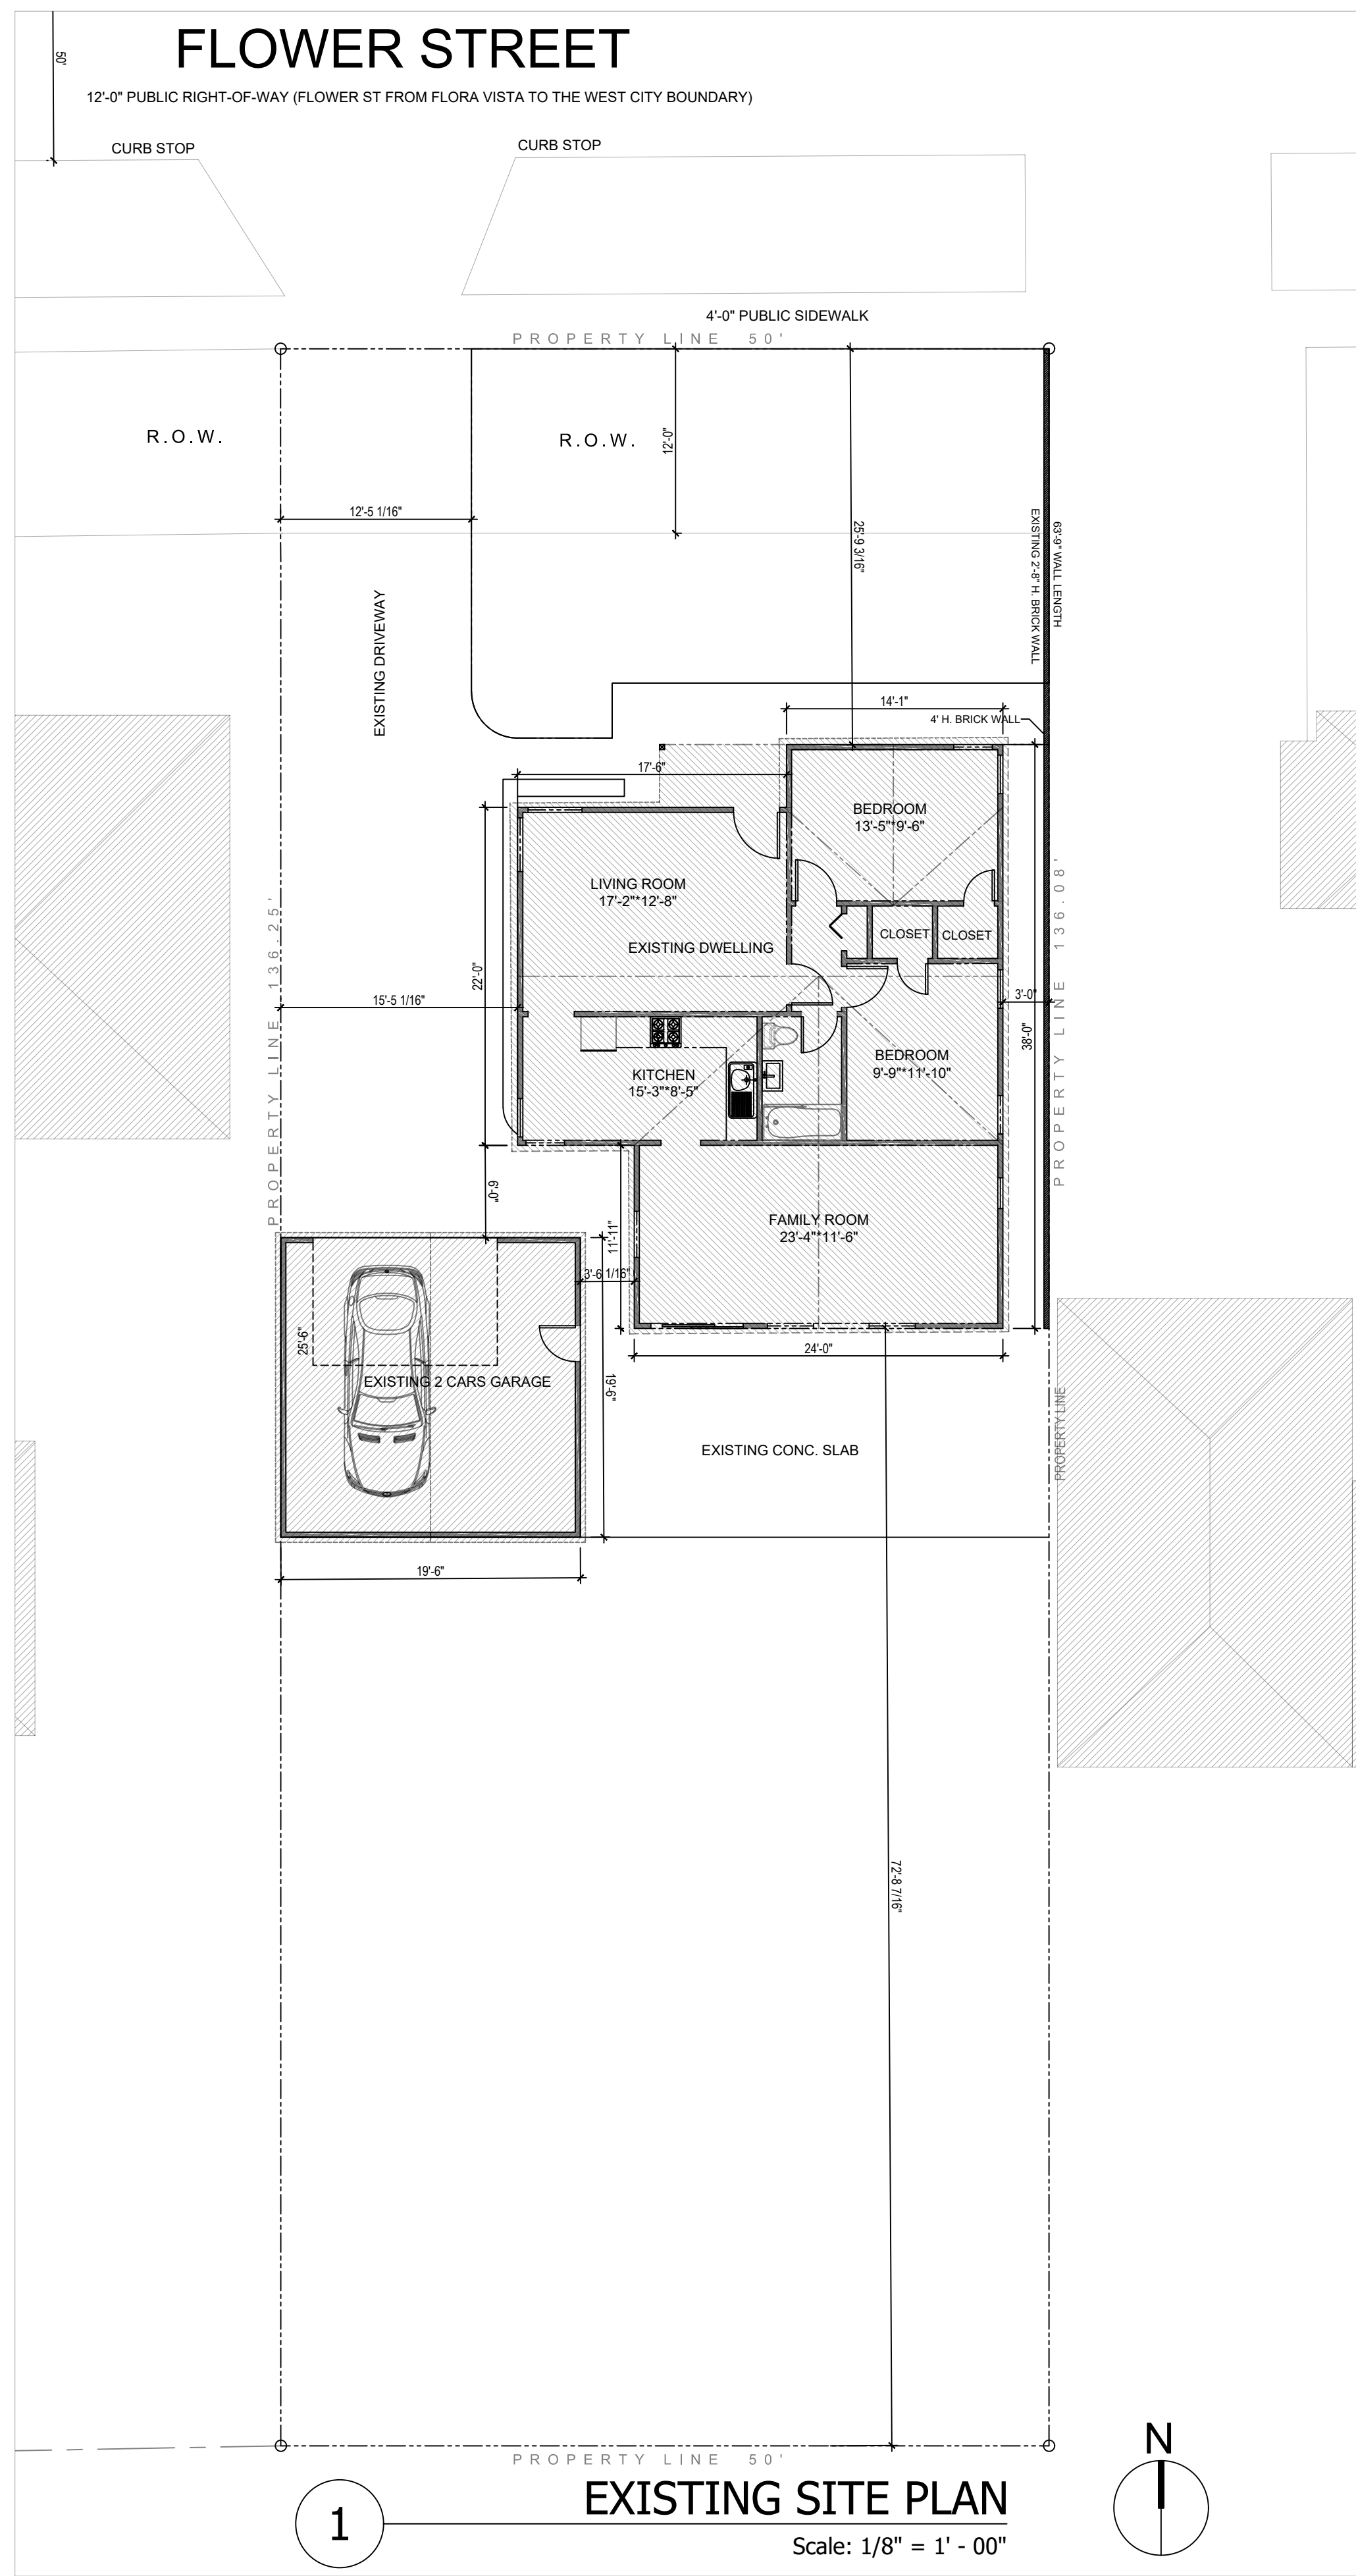 FLOWER STREET
50'
12'-0" PUBLIC RIGHT-OF-WAY (FLOWER ST FROM FLORA VISTA TO THE WEST CITY BOUNDARY)
CURB STOP
CURB STOP
4'-0" PUBLIC SIDEWALK
PROPERTY LINE 50'
R.O.W.
R.O.W.
12'-0"
12'-5 1/16"
25'-9 3/16"
EXISTING 2'-8" H. BRICK WALL
63'-9" WALL LENGTH
EXISTING DRIVEWAY
14'-1"
4' H. BRICK WALL
17'-6"
BEDROOM
13'-5"*9'-6"
LIVING ROOM
17'-2"*12'-8"
EXISTING DWELLING
CLOSET
CLOSET
PROPERTY LINE 136.25'
PROPERTY LINE 136.08'
22'-0"
15'-5 1/16"
3'-0"
38'-0"
KITCHEN
15'-3"*8'-5"
BEDROOM
9'-9"*11'-10"
6'-0"
FAMILY ROOM
23'-4"*11'-6"
11'-11"
3'-6 1/16"
25'-6"
24'-0"
EXISTING 2 CARS GARAGE
19'-6"
PROPERTY LINE
EXISTING CONC. SLAB
19'-6"
72'-8 7/16"
PROPERTY LINE 50'
N
1
EXISTING SITE PLAN
Scale: 1/8" = 1' - 00"